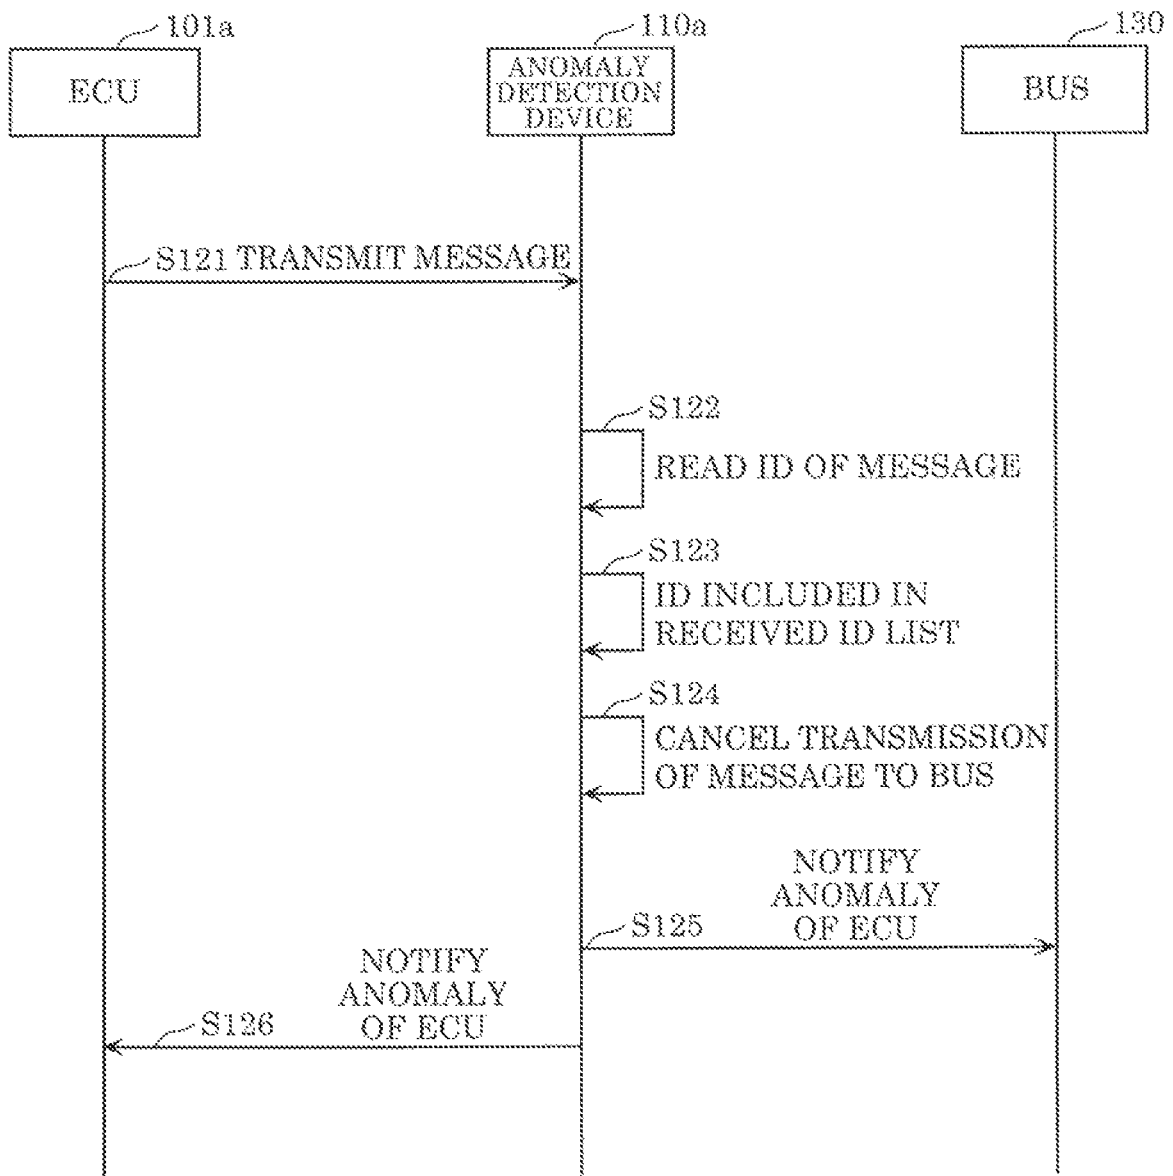 101a
110a
130
ECU
ANOMALY
DETECTION
DEVICE
BUS
S121 TRANSMIT MESSAGE
S122
READ ID OF MESSAGE
S123
ID INCLUDED IN
RECEIVED ID LIST
S124
CANCEL TRANSMISSION
OF MESSAGE TO BUS
NOTIFY
ANOMALY
OF ECU
S125
NOTIFY
ANOMALY
OF ECU
S126